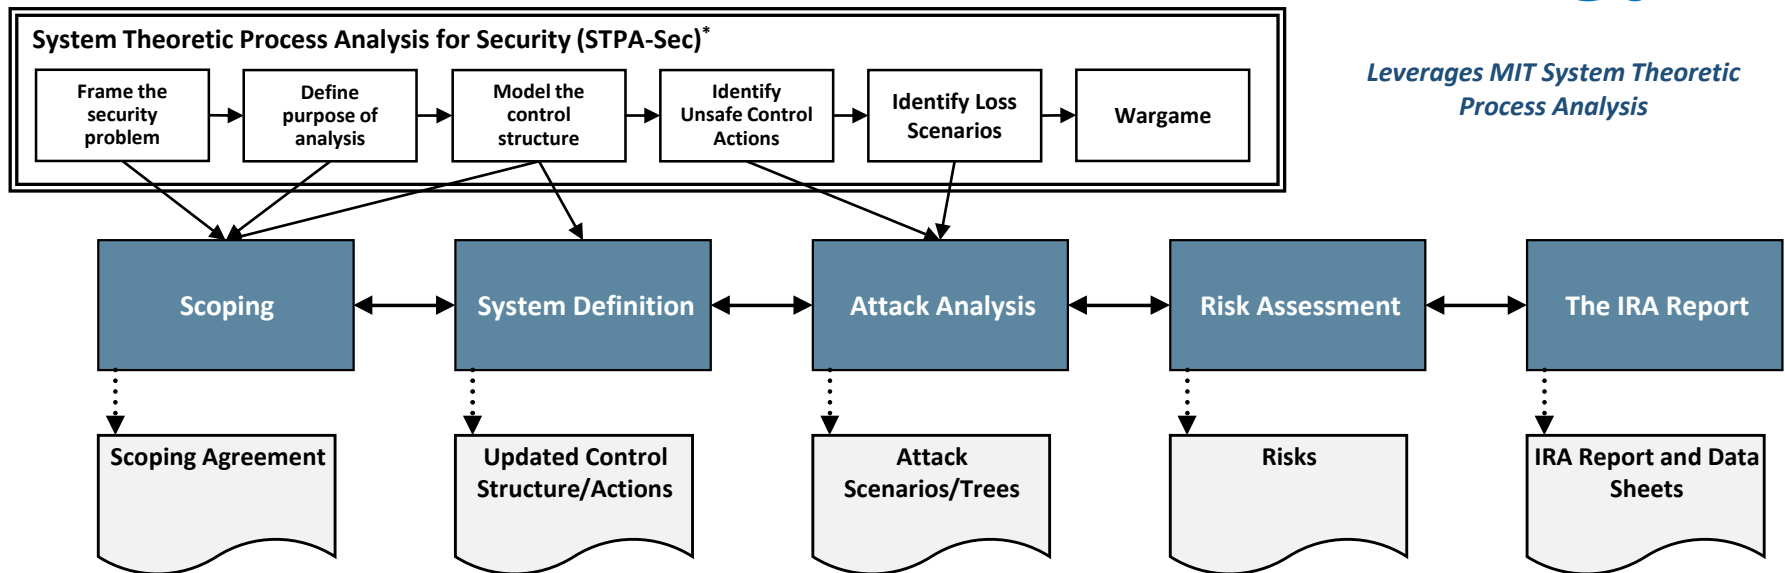 System Theoretic Process Analysis for Security (STPA-Sec)*
Leverages MIT System Theoretic
Process Analysis
Frame the
security
problem
Define
purpose of
analysis
Model the
control
structure
Identify
Unsafe Control
Actions
Identify Loss
Scenarios
Wargame
Scoping
System Definition
Attack Analysis
Risk Assessment
The IRA Report
Scoping Agreement
Updated Control
Structure/Actions
Attack
Scenarios/Trees
Risks
IRA Report and Data
Sheets